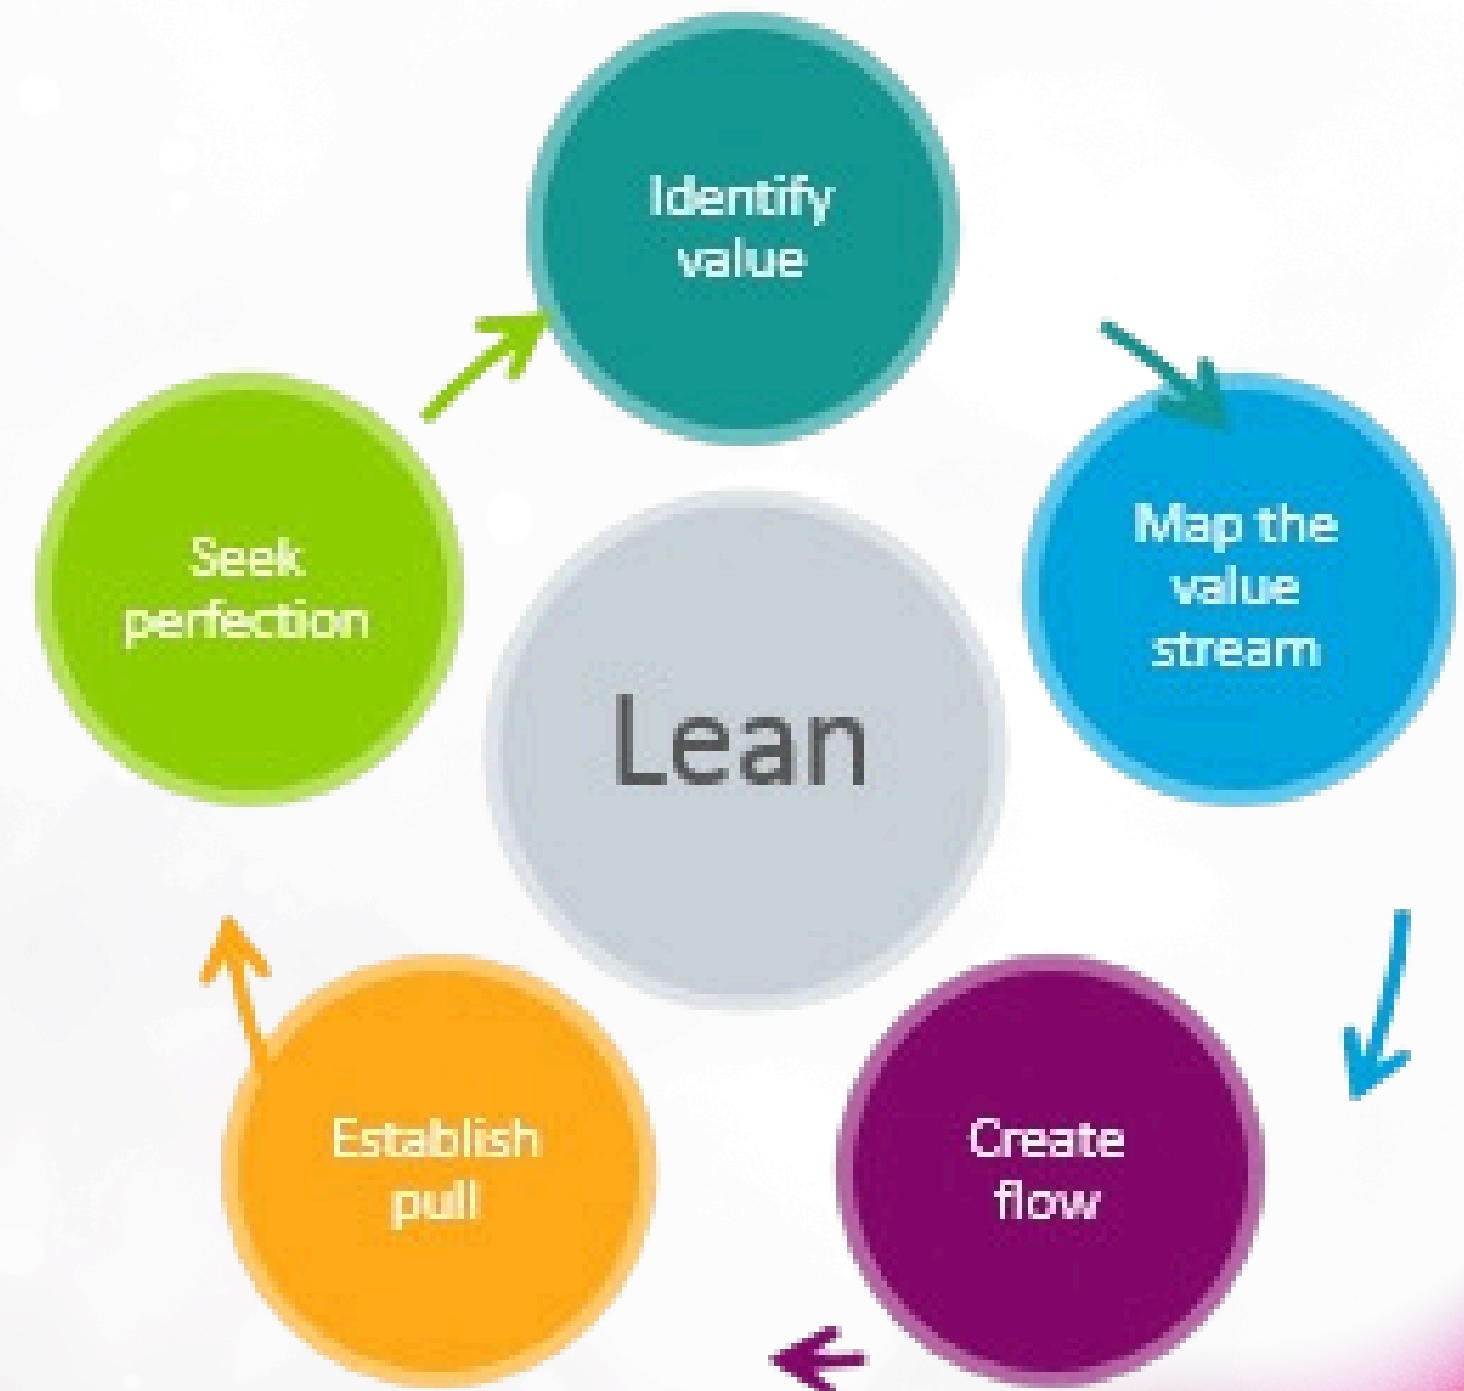 Identify
value
Map the
value
stream
Create
flow
Establish
pull
Seek
perfection
Lean